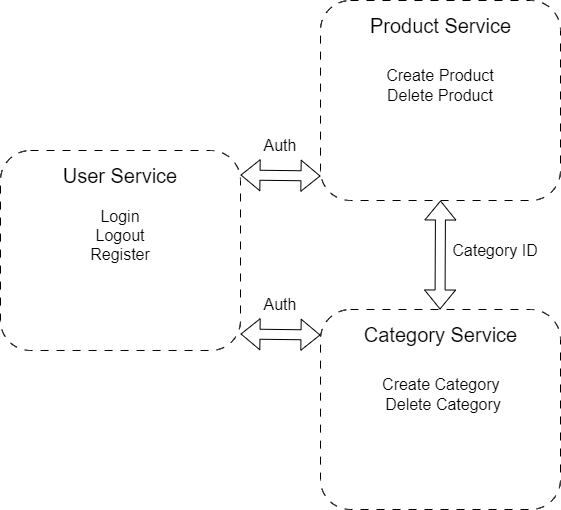 Product Service
Create Product
Delete Product
Auth
User Service
Login
Logout
Register
Category ID
Auth
Category Service
Create Category
Delete Category